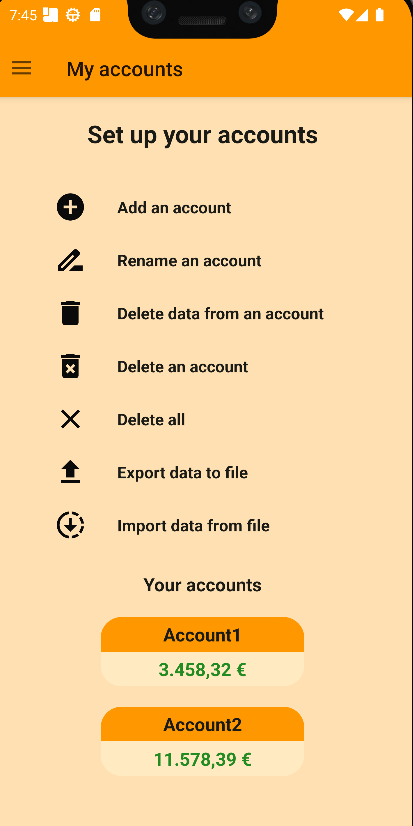 7:45
My accounts
Set up your accounts
Add an account
Rename an account
Delete data from an account
Delete an account
Delete all
Export data to file
Import data from file
Your accounts
Account1
3.458,32 €
Account2
11.578,39 €